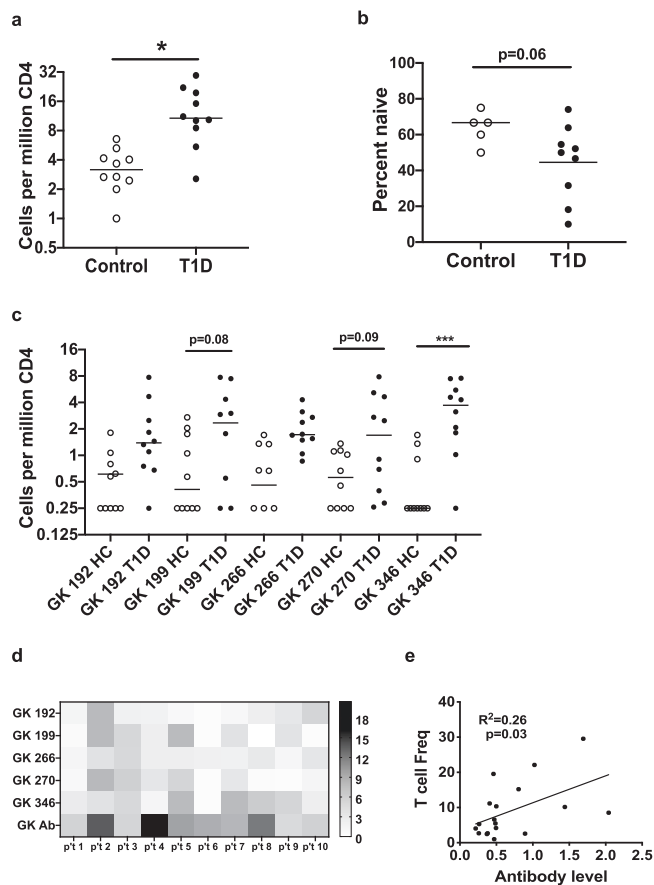 a
*
Cells per million CD4
32
16
8
4
2
1
0.5
Control T1D
b
p=0.06
Percent naive
100
80
60
40
20
0
Control T1D
c
p=0.08 p=0.09 ***
Cells per million CD4
16
8
4
2
1
0.5
0.25
0.125
GK 192 HC
GK 192 T1D
GK 199 HC
GK 199 T1D
GK 266 HC
GK 266 T1D
GK 270 HC
GK 270 T1D
GK 346 HC
GK 346 T1D
d
GK 192
GK 199
GK 266
GK 270
GK 346
GK Ab
p't 1 p't 2 p't 3 p't 4 p't 5 p't 6 p't 7 p't 8 p't 9 p't 10
18
15
12
9
6
3
0
e
R²=0.26
p=0.03
T cell Freq
40
30
20
10
0
0.0 0.5 1.0 1.5 2.0 2.5
Antibody level